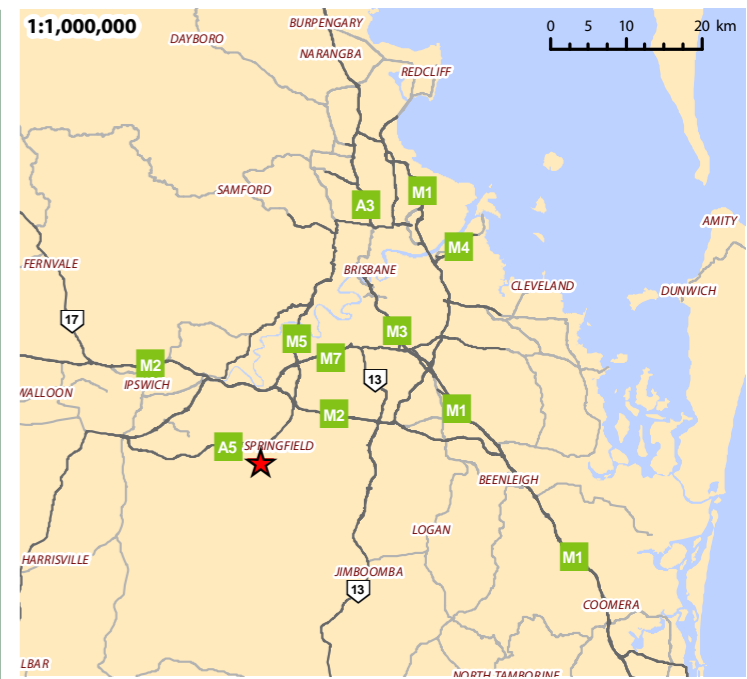 1:1,000,000
BURPENGARY
0 5 10 20 km
DAYBORO
NARANGBA
REDCLIFF
SAMFORD
M1
A3
AMITY
M4
FERNVALE
BRISBANE
CLEVELAND
DUNWICH
17
M3
M5
M7
M2
IPSWICH
13
WALLOON
M2
M1
A5
SPRINGFIELD
BEENLEIGH
LOGAN
HARRISVILLE
M1
JIMBOOMBA
13
COOMERA
LBAR
NORTH TAMBORINE